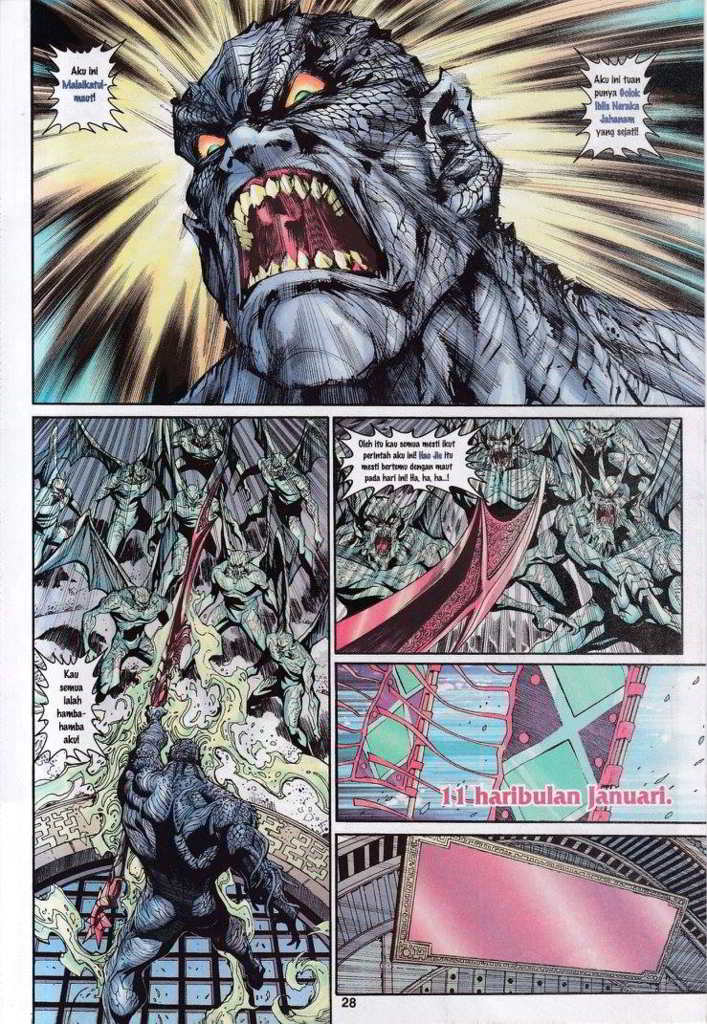 Aku ini
Malaikatul-
maut!
Aku ini tuan
punya Golok
Iblis Neraka
Jahanam
yang sejati!
Kau
semua
ialah
hamba-
hamba
aku!
Oleh itu kau semua mesti ikut
perintah aku ini! Hao Jie itu
mesti bertemu dengan maut
pada hari ini! Ha, ha, ha...!
11 haribulan Januari.
28